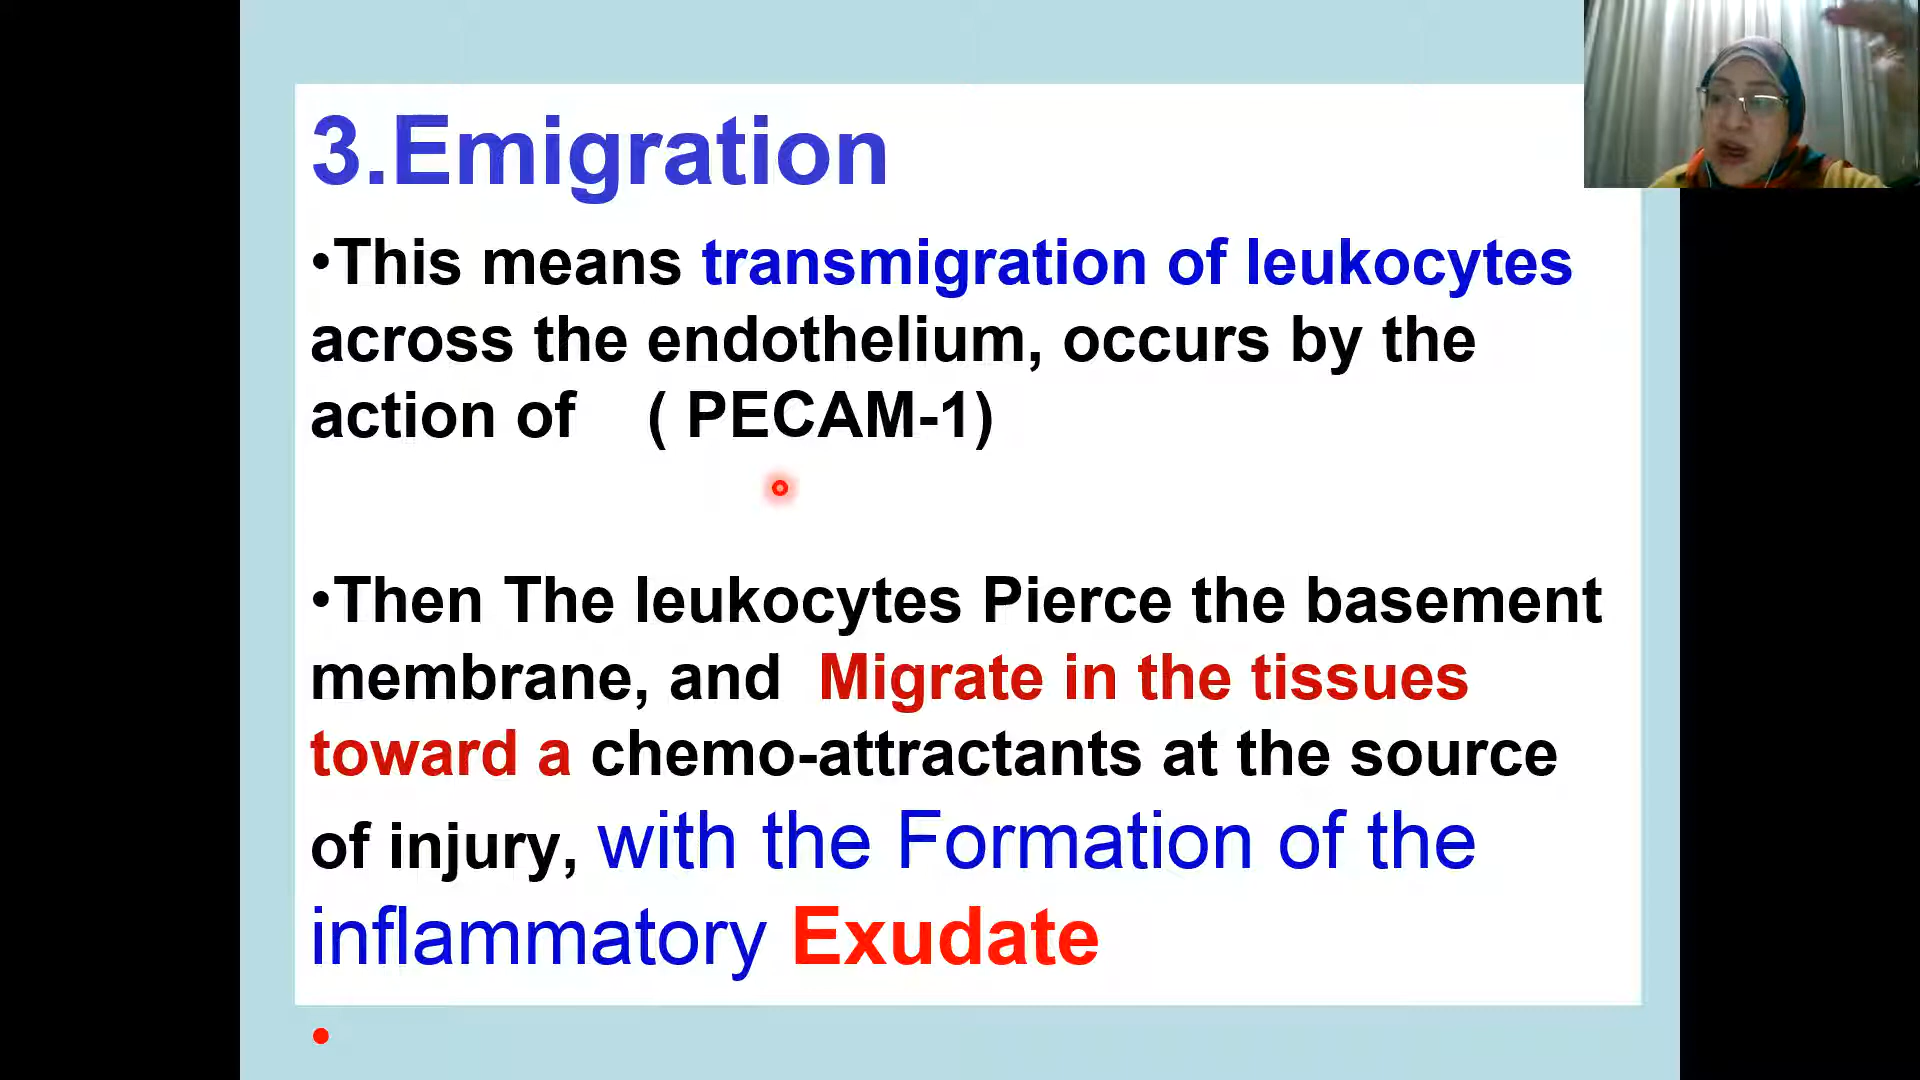 3.Emigration
•This means transmigration of leukocytes
across the endothelium, occurs by the
action of ( PECAM-1)
•Then The leukocytes Pierce the basement
membrane, and Migrate in the tissues
toward a chemo-attractants at the source
of injury, with the Formation of the
inflammatory Exudate